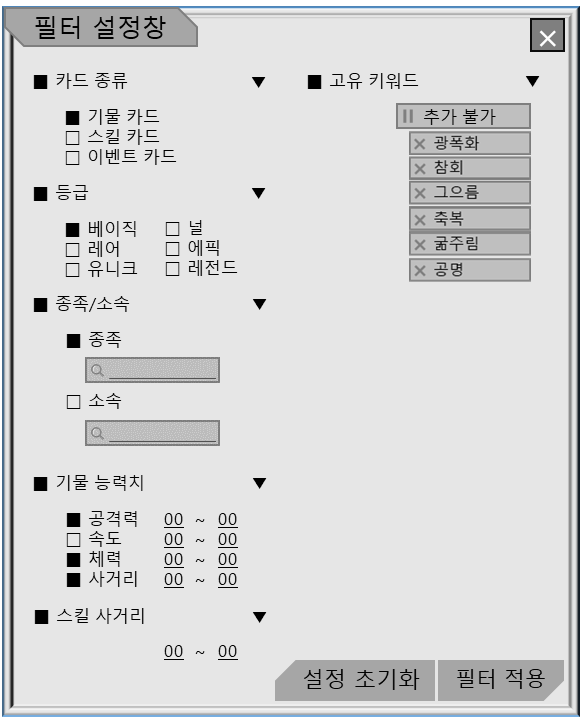 필터 설정창
카드 종류
기물 카드
스킬 카드
이벤트 카드
등급
베이직 널
레어 에픽
유니크 레전드
종족/소속
종족
소속
기물 능력치
공격력 00 ~ 00
속도 00 ~ 00
체력 00 ~ 00
사거리 00 ~ 00
스킬 사거리
00 ~ 00
고유 키워드
추가 불가
광폭화
참회
그으름
축복
굶주림
공명
설정 초기화
필터 적용